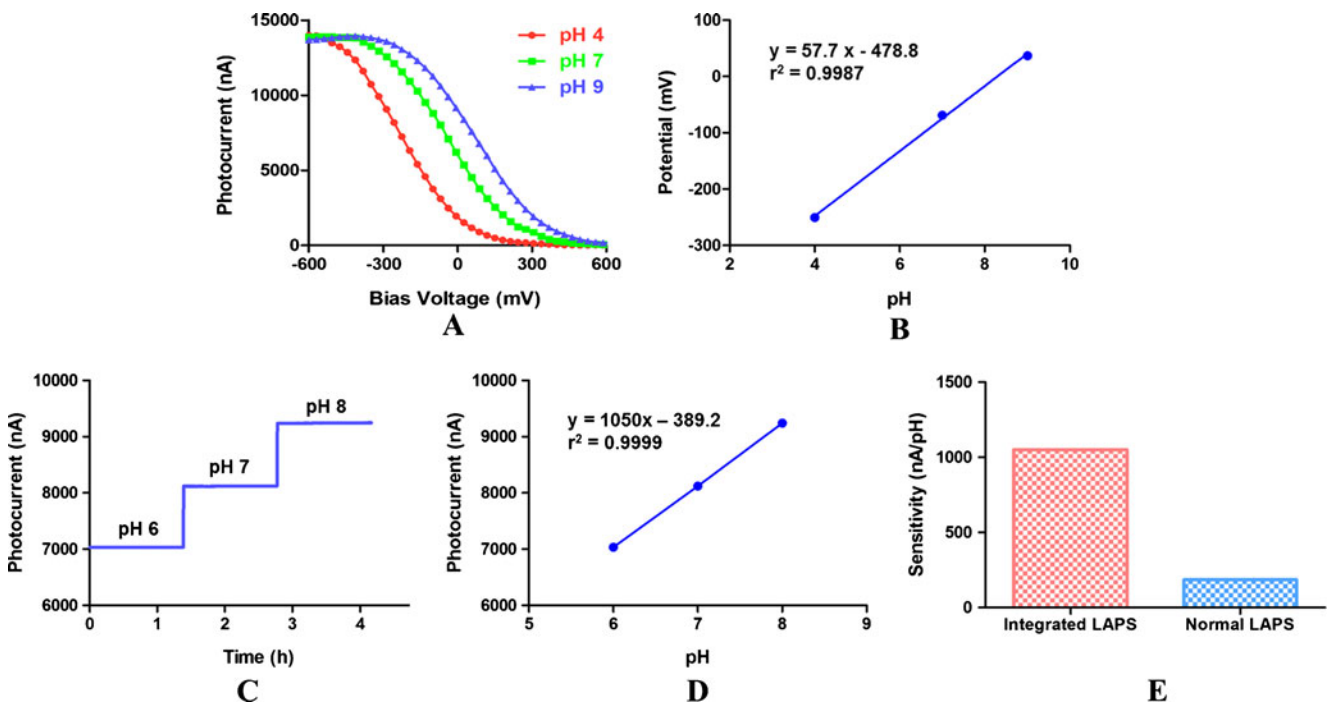 15000
10000
5000
0
Photocurrent (nA)
pH 4
pH 7
pH 9
-600
-300
0
300
600
Bias Voltage (mV)
A
100
0
-100
-200
-300
Potential (mV)
y = 57.7 x - 478.8
r² = 0.9987
2
4
6
8
10
pH
B
10000
9000
8000
7000
6000
Photocurrent (nA)
pH 6
pH 7
pH 8
0
1
2
3
4
Time (h)
C
10000
9000
8000
7000
6000
Photocurrent (nA)
y = 1050x – 389.2
r² = 0.9999
5
6
7
8
9
pH
D
1500
1000
500
0
Sensitivity (nA/pH)
Integrated LAPS
Normal LAPS
E